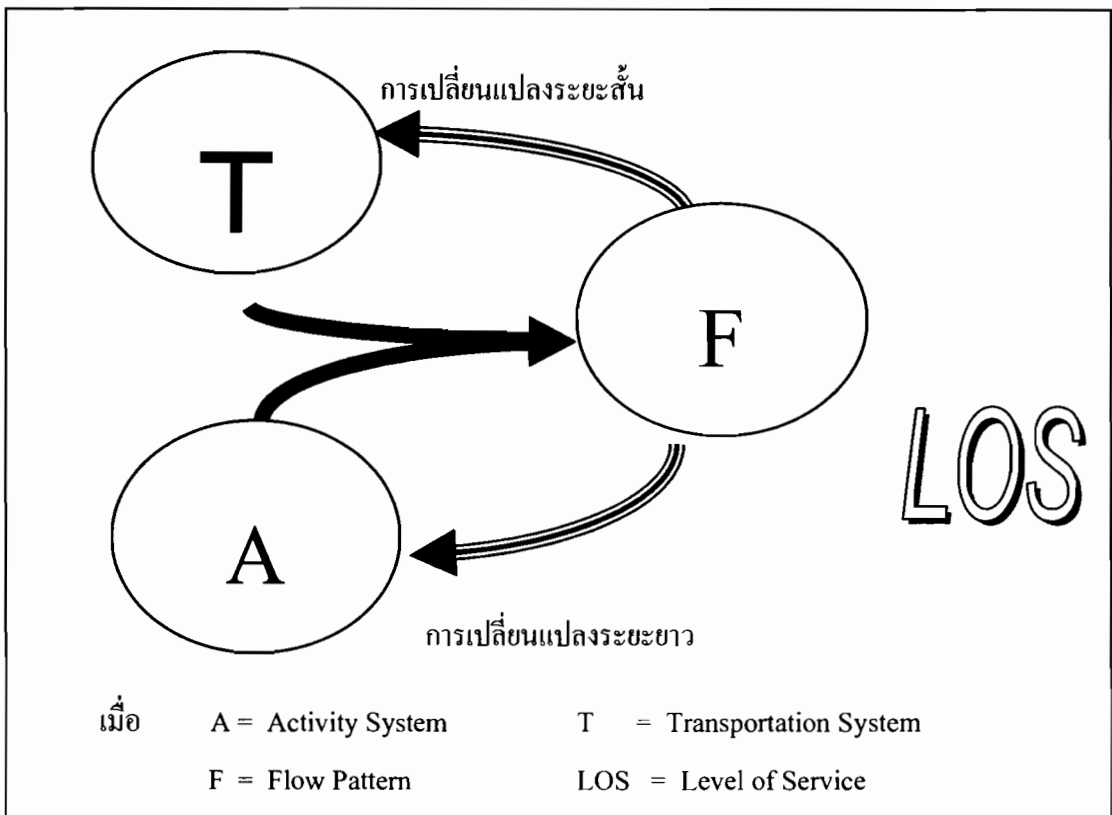 การเปลี่ยนแปลงระยะสั้น
T
F
LOS
A
การเปลี่ยนแปลงระยะยาว
เมื่อ A = Activity System T = Transportation System
F = Flow Pattern LOS = Level of Service